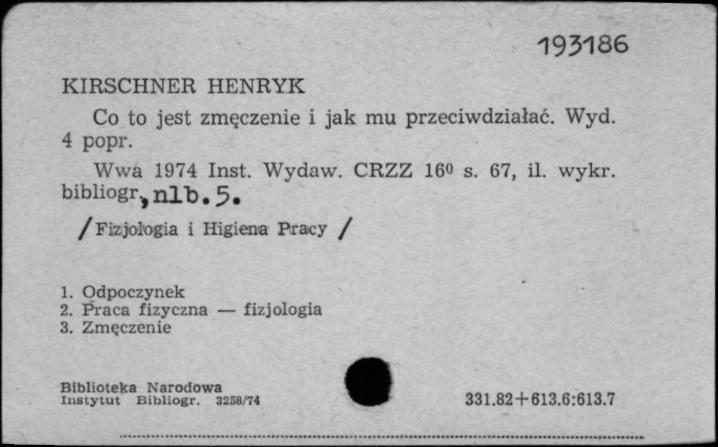 193186
KIRSCHNER HENRYK
Co to jest zmęczenie i jak mu przeciwdziałać. Wyd.
4 popr.
Wwa 1974 Inst. Wydaw. CRZZ 16⁰ s. 67, il. wykr.
bibliogr, nlb. 5.
/ Fizjologia i Higiena Pracy /
1. Odpoczynek
2. Praca fizyczna — fizjologia
3. Zmęczenie
Biblioteka Narodowa
Instytut Bibliogr. 3258/74
331.82+613.6:613.7